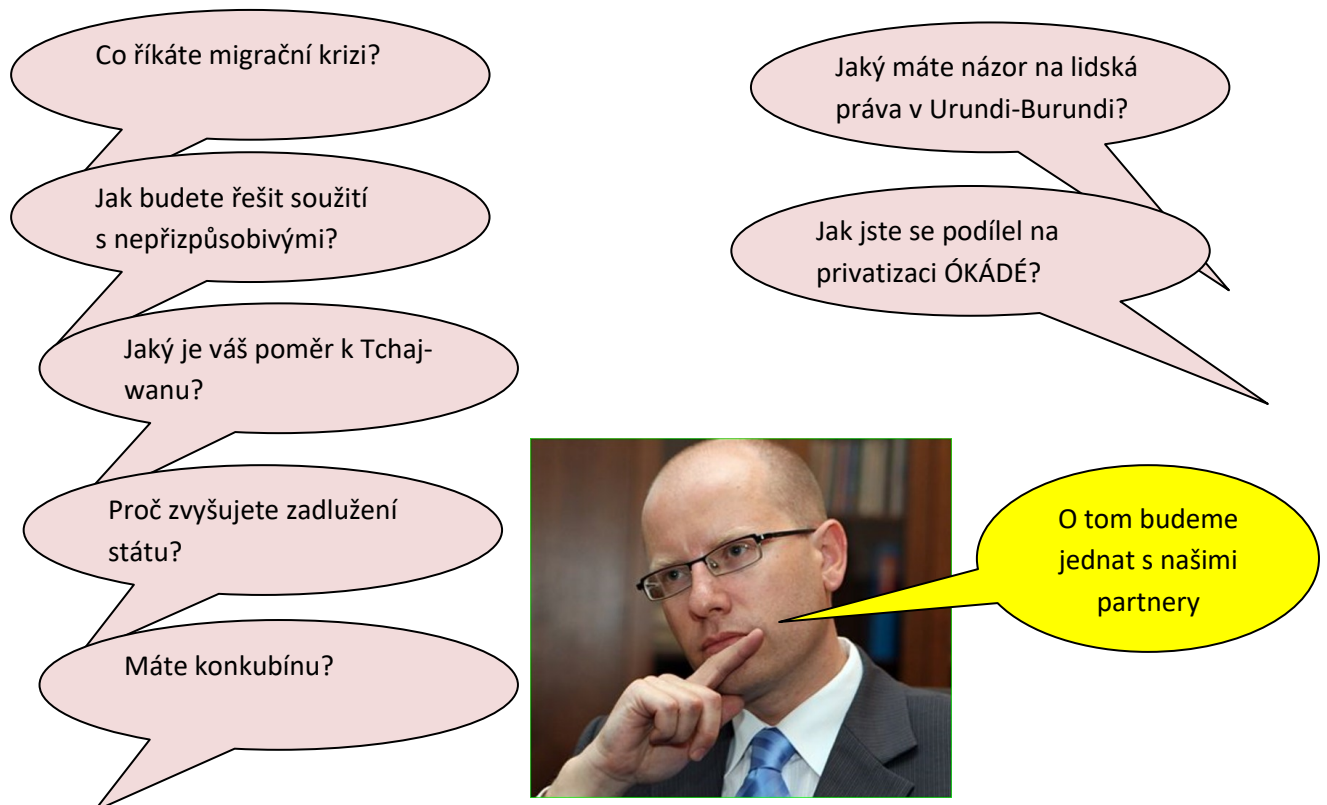 Co říkáte migrační krizi?
Jak budete řešit soužití
s nepřizpůsobivými?
Jaký je váš poměr k Tchaj-
wanu?
Proč zvyšujete zadlužení
státu?
Máte konkubínu?
Jaký máte názor na lidská
práva v Urundi-Burundi?
Jak jste se podílel na
privatizaci ÓKÁDÉ?
O tom budeme
jednat s našimi
partnery